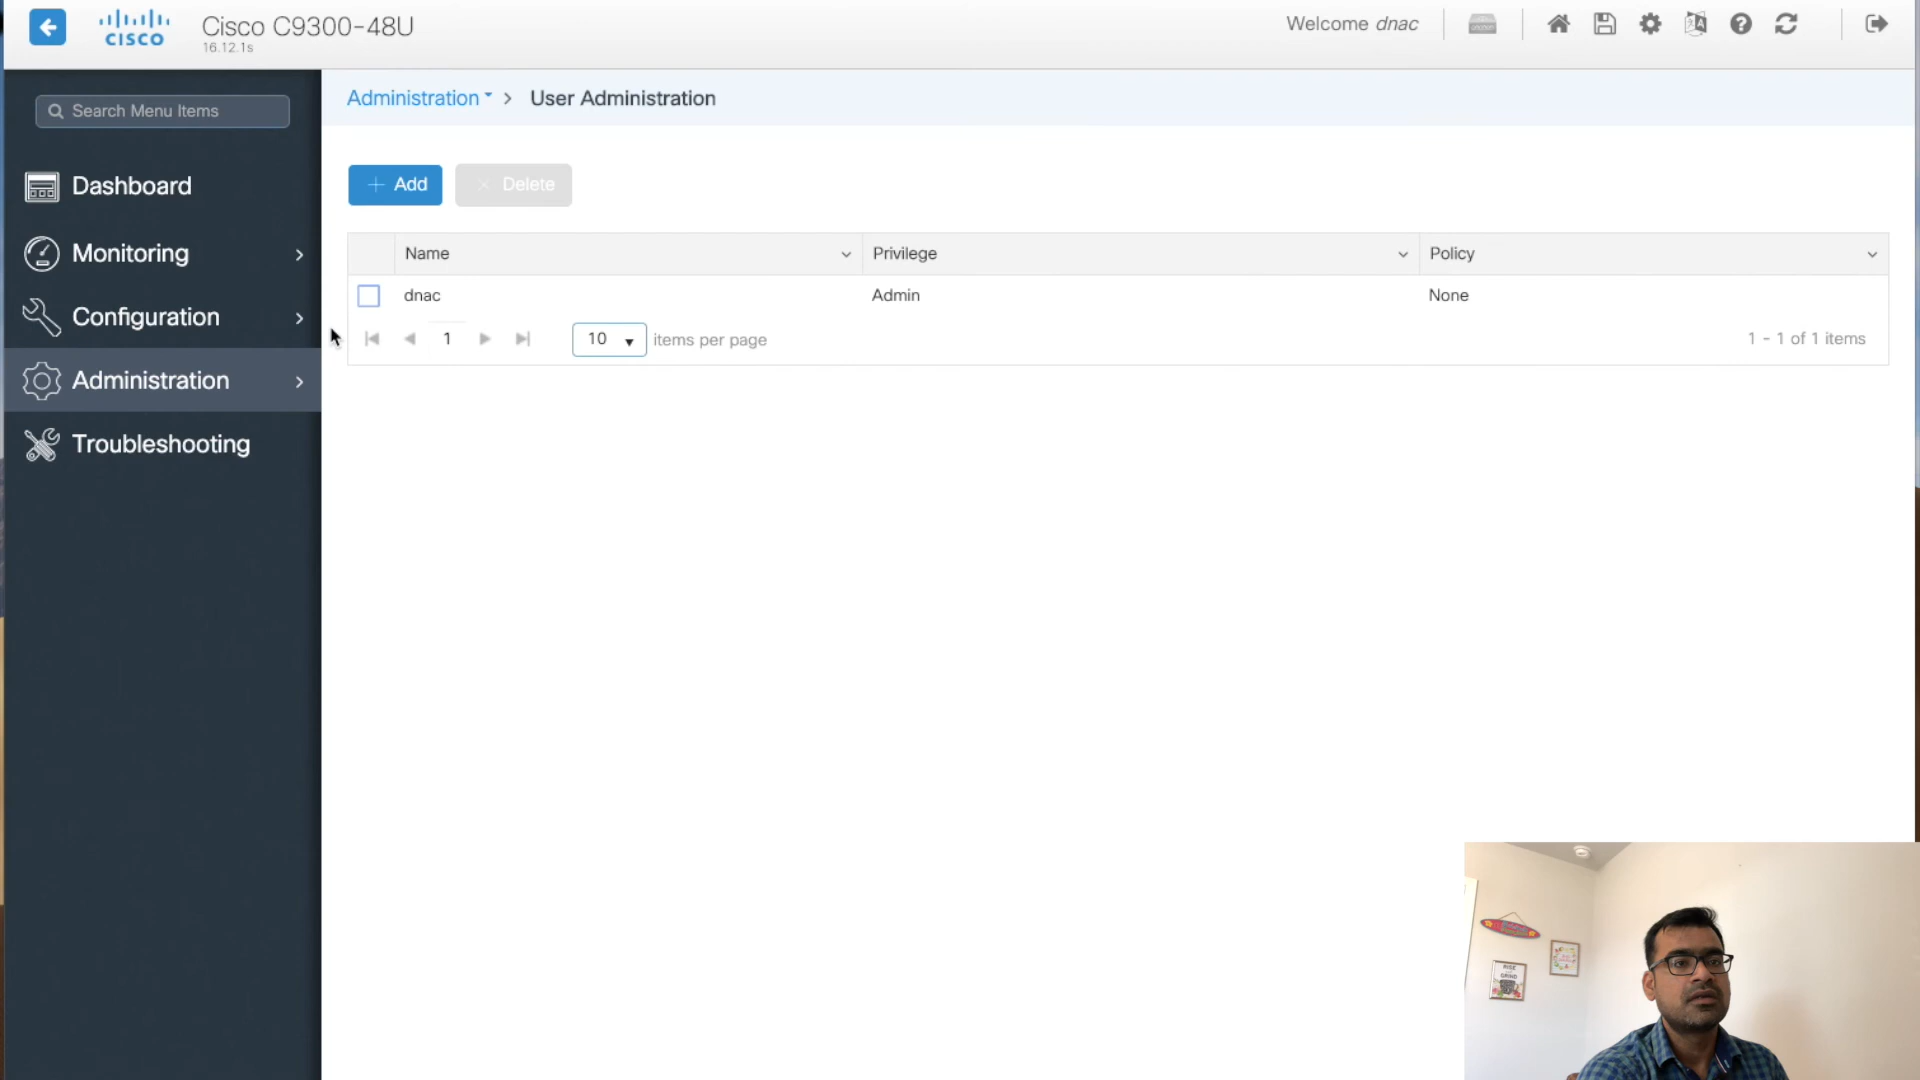 CISCO
Cisco C9300-48U
16.12.1s
Welcome dnac
Search Menu Items
Dashboard
Monitoring
Configuration
Administration
Troubleshooting
Administration > User Administration
+ Add
× Delete
Name Privilege Policy
dnac Admin None
1 10 items per page 1 - 1 of 1 items
RISE
GRIND